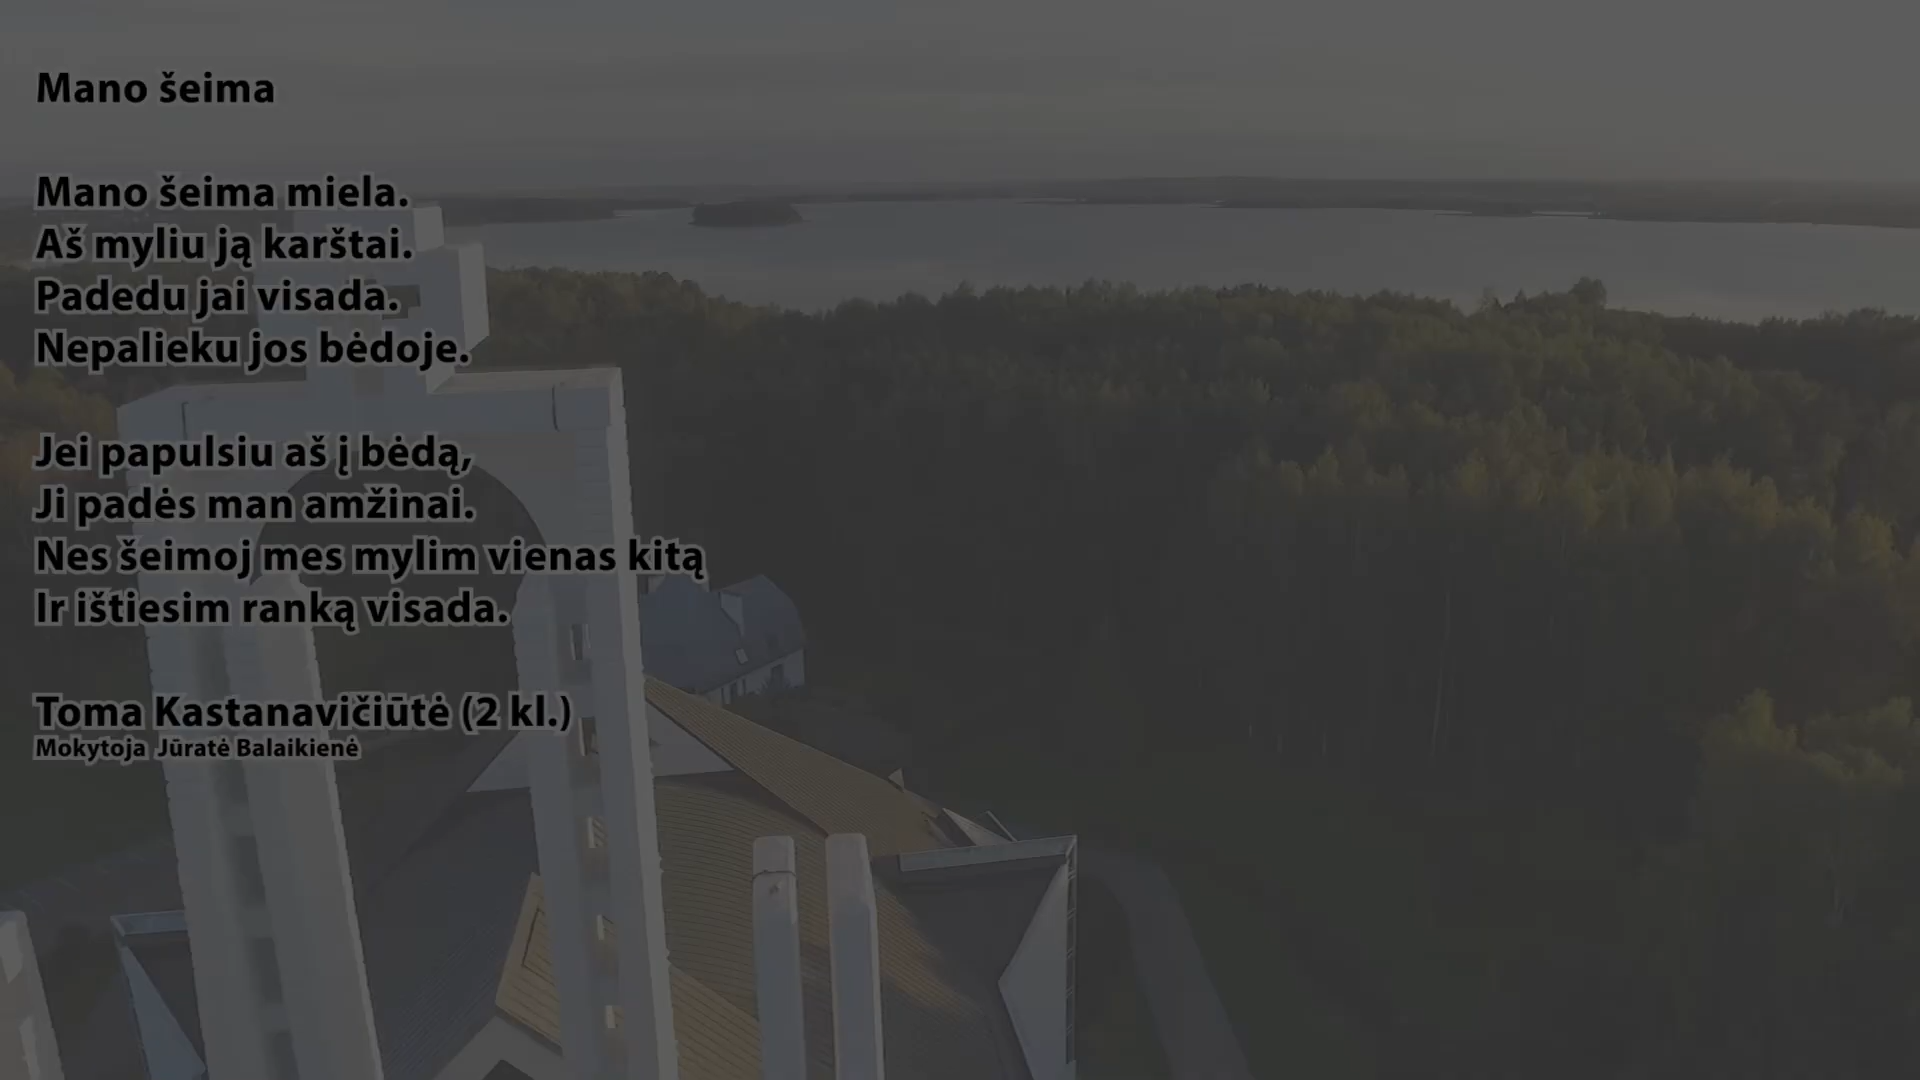 Mano šeima
Mano šeima miela.
Aš myliu ją karštai.
Padedu jai visada.
Nepalieku jos bėdoje.
Jei papulsiu aš į bėdą,
Ji padės man amžinai.
Nes šeimoj mes mylim vienas kitą
Ir ištiesim ranką visada.
Toma Kastanavičiūtė (2 kl.)
Mokytoja Jūratė Balaikienė